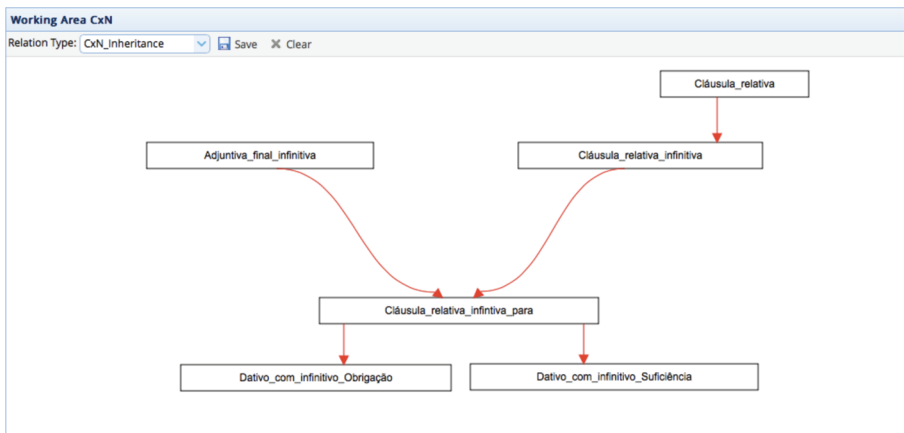 Working Area CxN
Relation Type: CxN_Inheritance Save Clear
Cláusula_relativa
Adjuntiva_final_infinitiva Cláusula_relativa_infinitiva
Cláusula_relativa_infintiva_para
Dativo_com_infinitivo_Obrigação Dativo_com_infinitivo_Suficiência